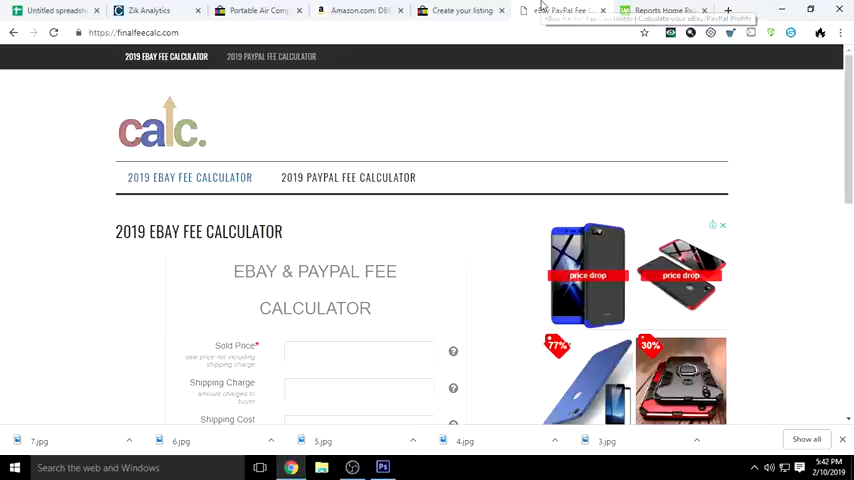 Untitled spreadsh
Zik Analytics
Portable Air Comp
Amazon.com: DB
Create your listing
eBay PayPal Fee C
Reports Home Pa
https://finalfeecalc.com
2019 EBAY FEE CALCULATOR
2019 PAYPAL FEE CALCULATOR
calc.
2019 EBAY FEE CALCULATOR
2019 PAYPAL FEE CALCULATOR
2019 EBAY FEE CALCULATOR
EBAY & PAYPAL FEE
CALCULATOR
Sold Price*
sale price not including
shipping charge
Shipping Charge
amount charged to
buyer
Shipping Cost
price drop
price drop
77%
30%
7.jpg
6.jpg
5.jpg
4.jpg
3.jpg
Show all
Search the web and Windows
Ps
5:42 PM
2/10/2019